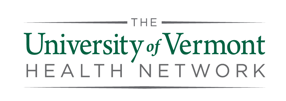 THE
University of Vermont
HEALTH NETWORK